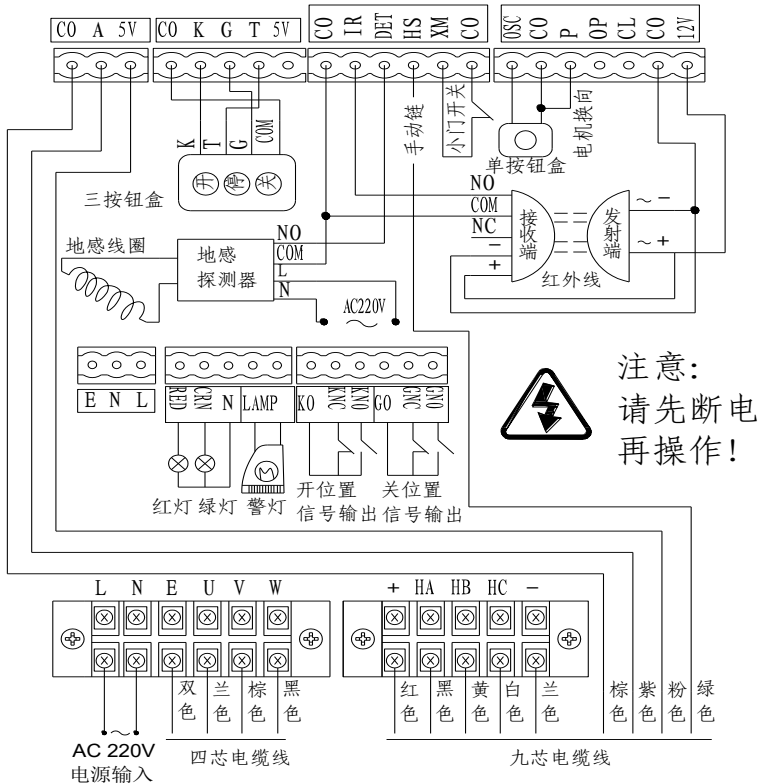 CO A 5V
CO K G T 5V
CO IR DET HS XM CO
OSC CO P OP CL CO 12V
手动链
小门开关
单按钮盒
电机换向
K T G COM
开 停 关
三按钮盒
NO
COM
NC
−
+
接收端
发射端
~ −
~ +
红外线
地感线圈
地感
探测器
NO
COM
L
N
AC220V
E N L
RED CRN N LAMP
KO KNC KNO GO GNC GNO
红灯 绿灯 警灯
开位置
信号输出
关位置
信号输出
注意:
请先断电
再操作!
L N E U V W
+ HA HB HC −
双色 兰色 棕色 黑色
红色 黑色 黄色 白色 兰色 棕色 紫色 粉色 绿色
~
AC 220V
电源输入
四芯电缆线
九芯电缆线